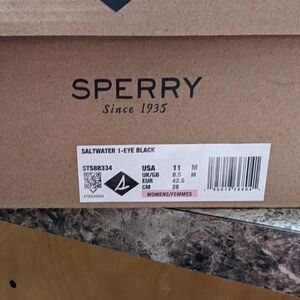 SPERRY
Since 1935
SALTWATER 1-EYE BLACK
STS88334
USA 11 M
UK/GB 8.5 M
EUR 42.5
CM 28
WOMENS/FEMMES